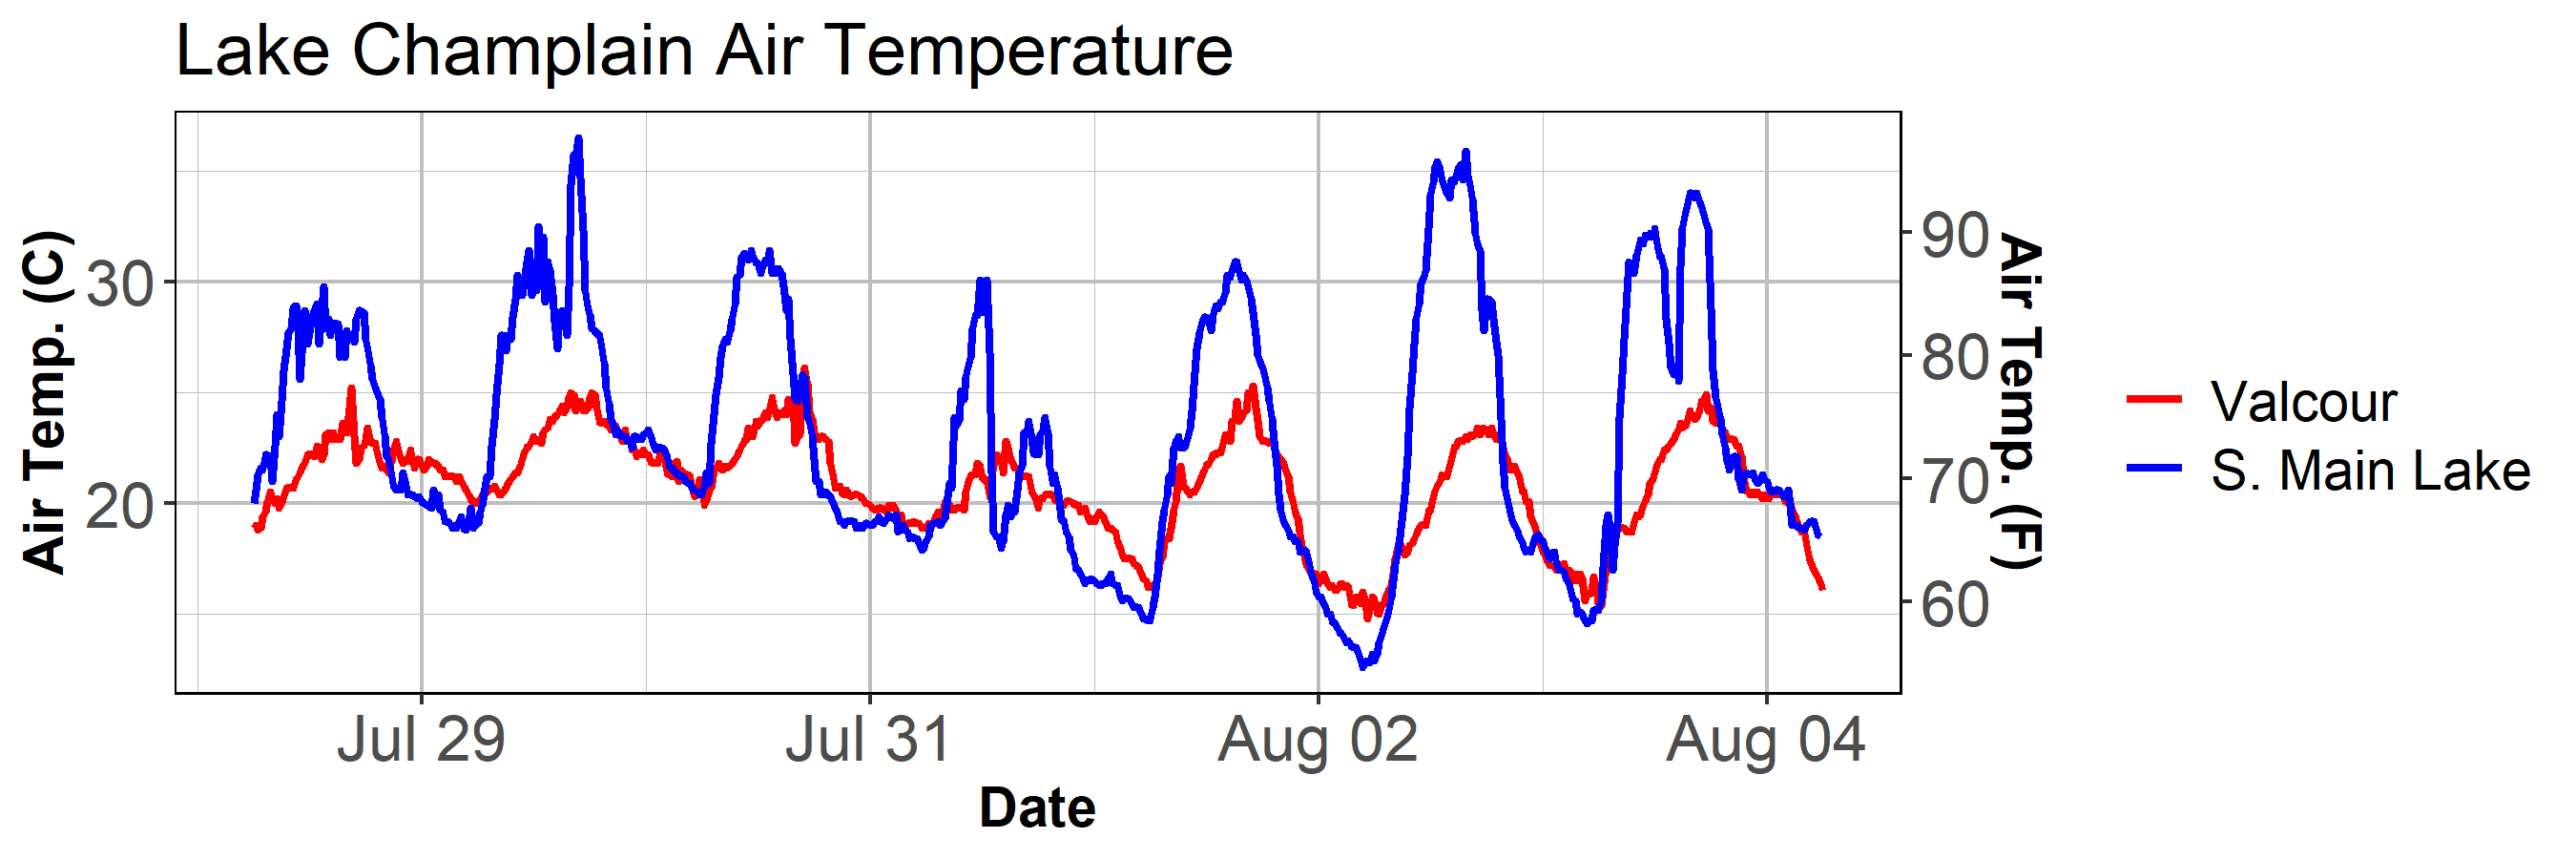 Lake Champlain Air Temperature
Air Temp. (C)
30
20
90
80
70
60
Air Temp. (F)
Valcour
S. Main Lake
Jul 29
Jul 31
Aug 02
Aug 04
Date